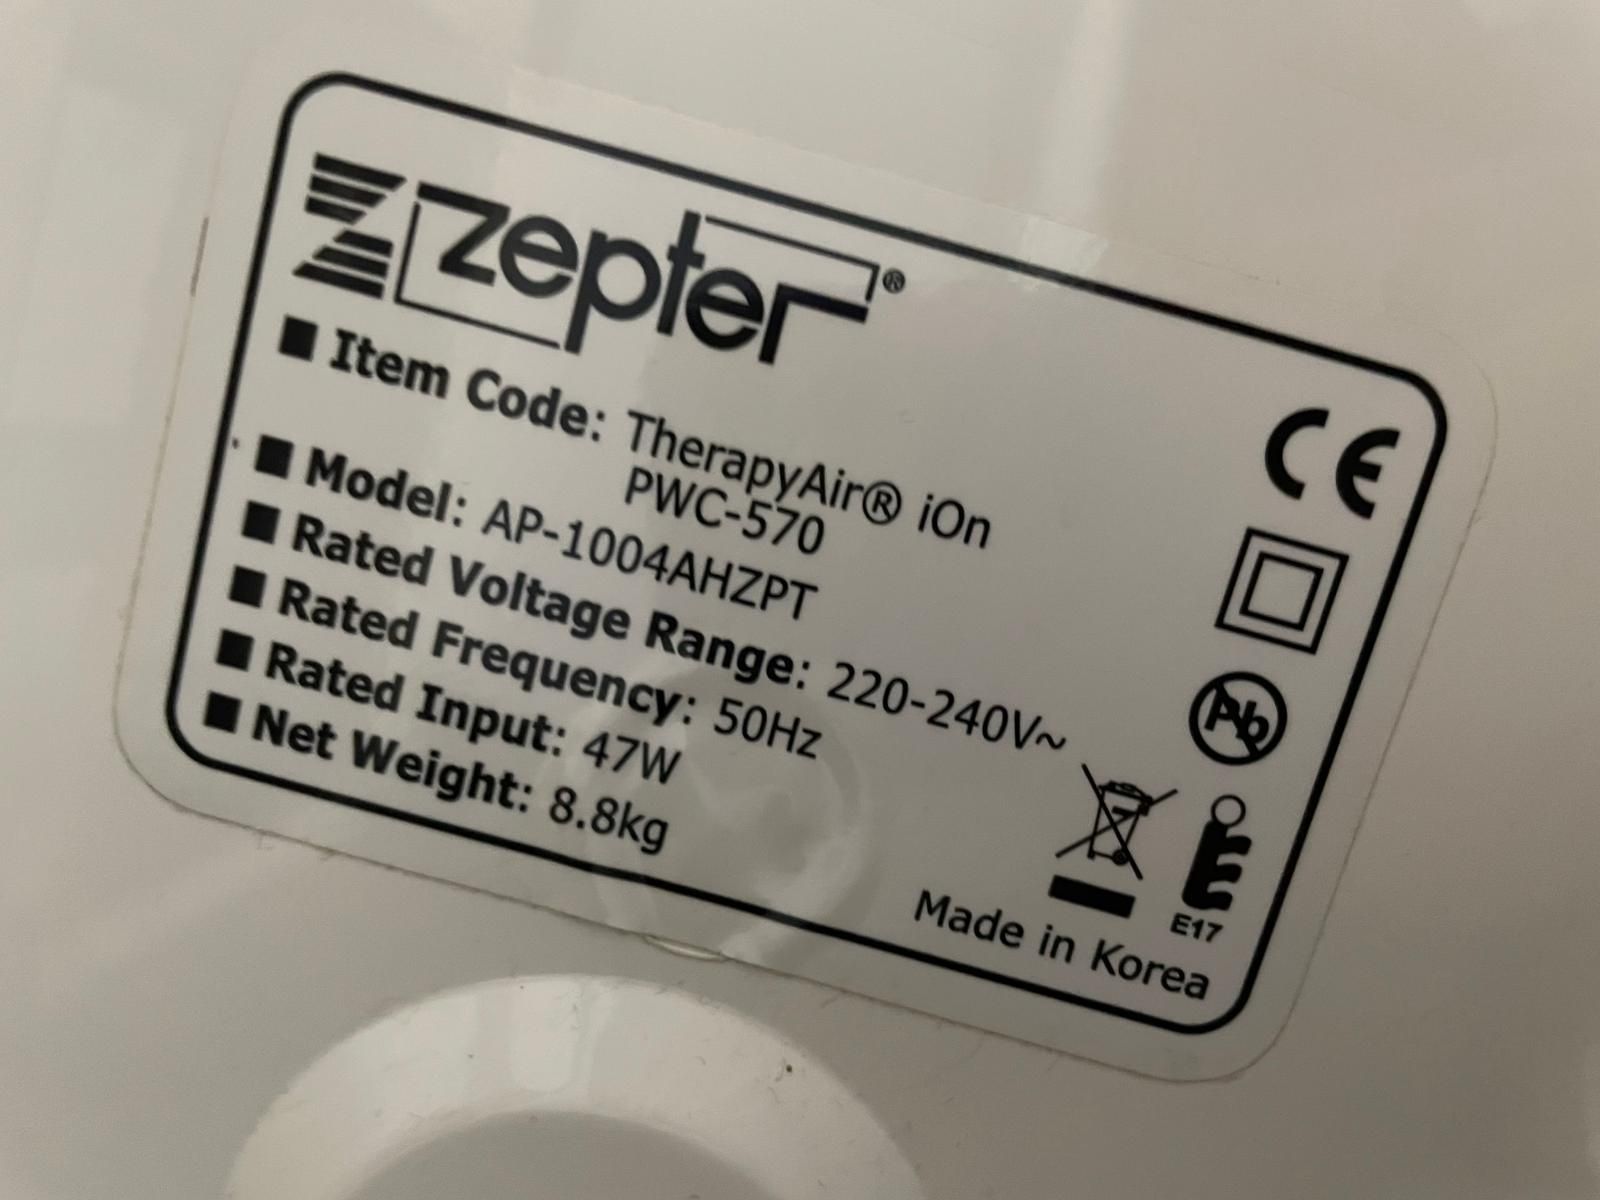 zepter®
■ Item Code: TherapyAir® iOn
PWC-570
■ Model: AP-1004AHZPT
■ Rated Voltage Range: 220-240V~
■ Rated Frequency: 50Hz
■ Rated Input: 47W
■ Net Weight: 8.8kg
CE
Pb
E17
Made in Korea